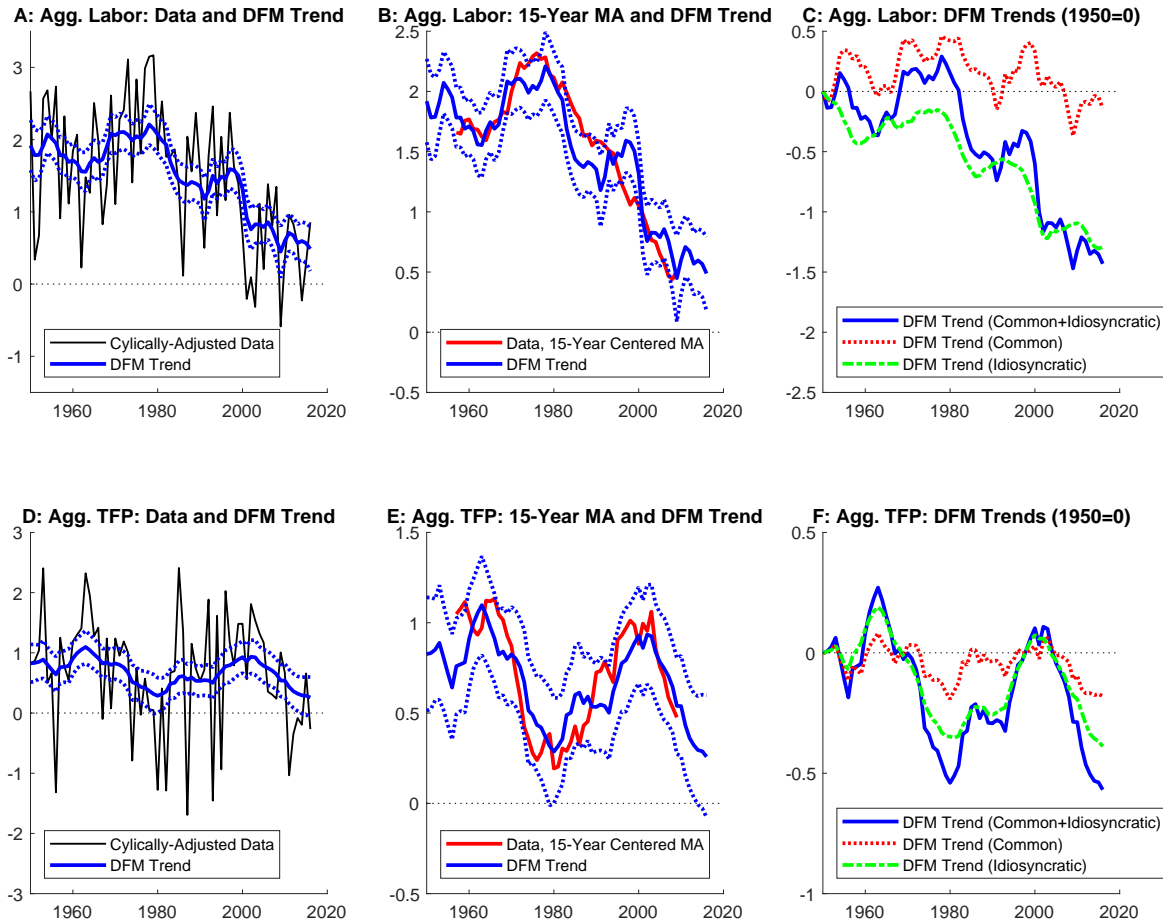 A: Agg. Labor: Data and DFM Trend
3
2
1
0
-1
Cylically-Adjusted Data
DFM Trend
1960 1980 2000 2020
B: Agg. Labor: 15-Year MA and DFM Trend
2.5
2
1.5
1
0.5
0
-0.5
Data, 15-Year Centered MA
DFM Trend
1960 1980 2000 2020
C: Agg. Labor: DFM Trends (1950=0)
0.5
0
-0.5
-1
-1.5
-2
-2.5
DFM Trend (Common+Idiosyncratic)
DFM Trend (Common)
DFM Trend (Idiosyncratic)
1960 1980 2000 2020
D: Agg. TFP: Data and DFM Trend
3
2
1
0
-1
-2
-3
Cylically-Adjusted Data
DFM Trend
1960 1980 2000 2020
E: Agg. TFP: 15-Year MA and DFM Trend
1.5
1
0.5
0
-0.5
Data, 15-Year Centered MA
DFM Trend
1960 1980 2000 2020
F: Agg. TFP: DFM Trends (1950=0)
0.5
0
-0.5
-1
DFM Trend (Common+Idiosyncratic)
DFM Trend (Common)
DFM Trend (Idiosyncratic)
1960 1980 2000 2020